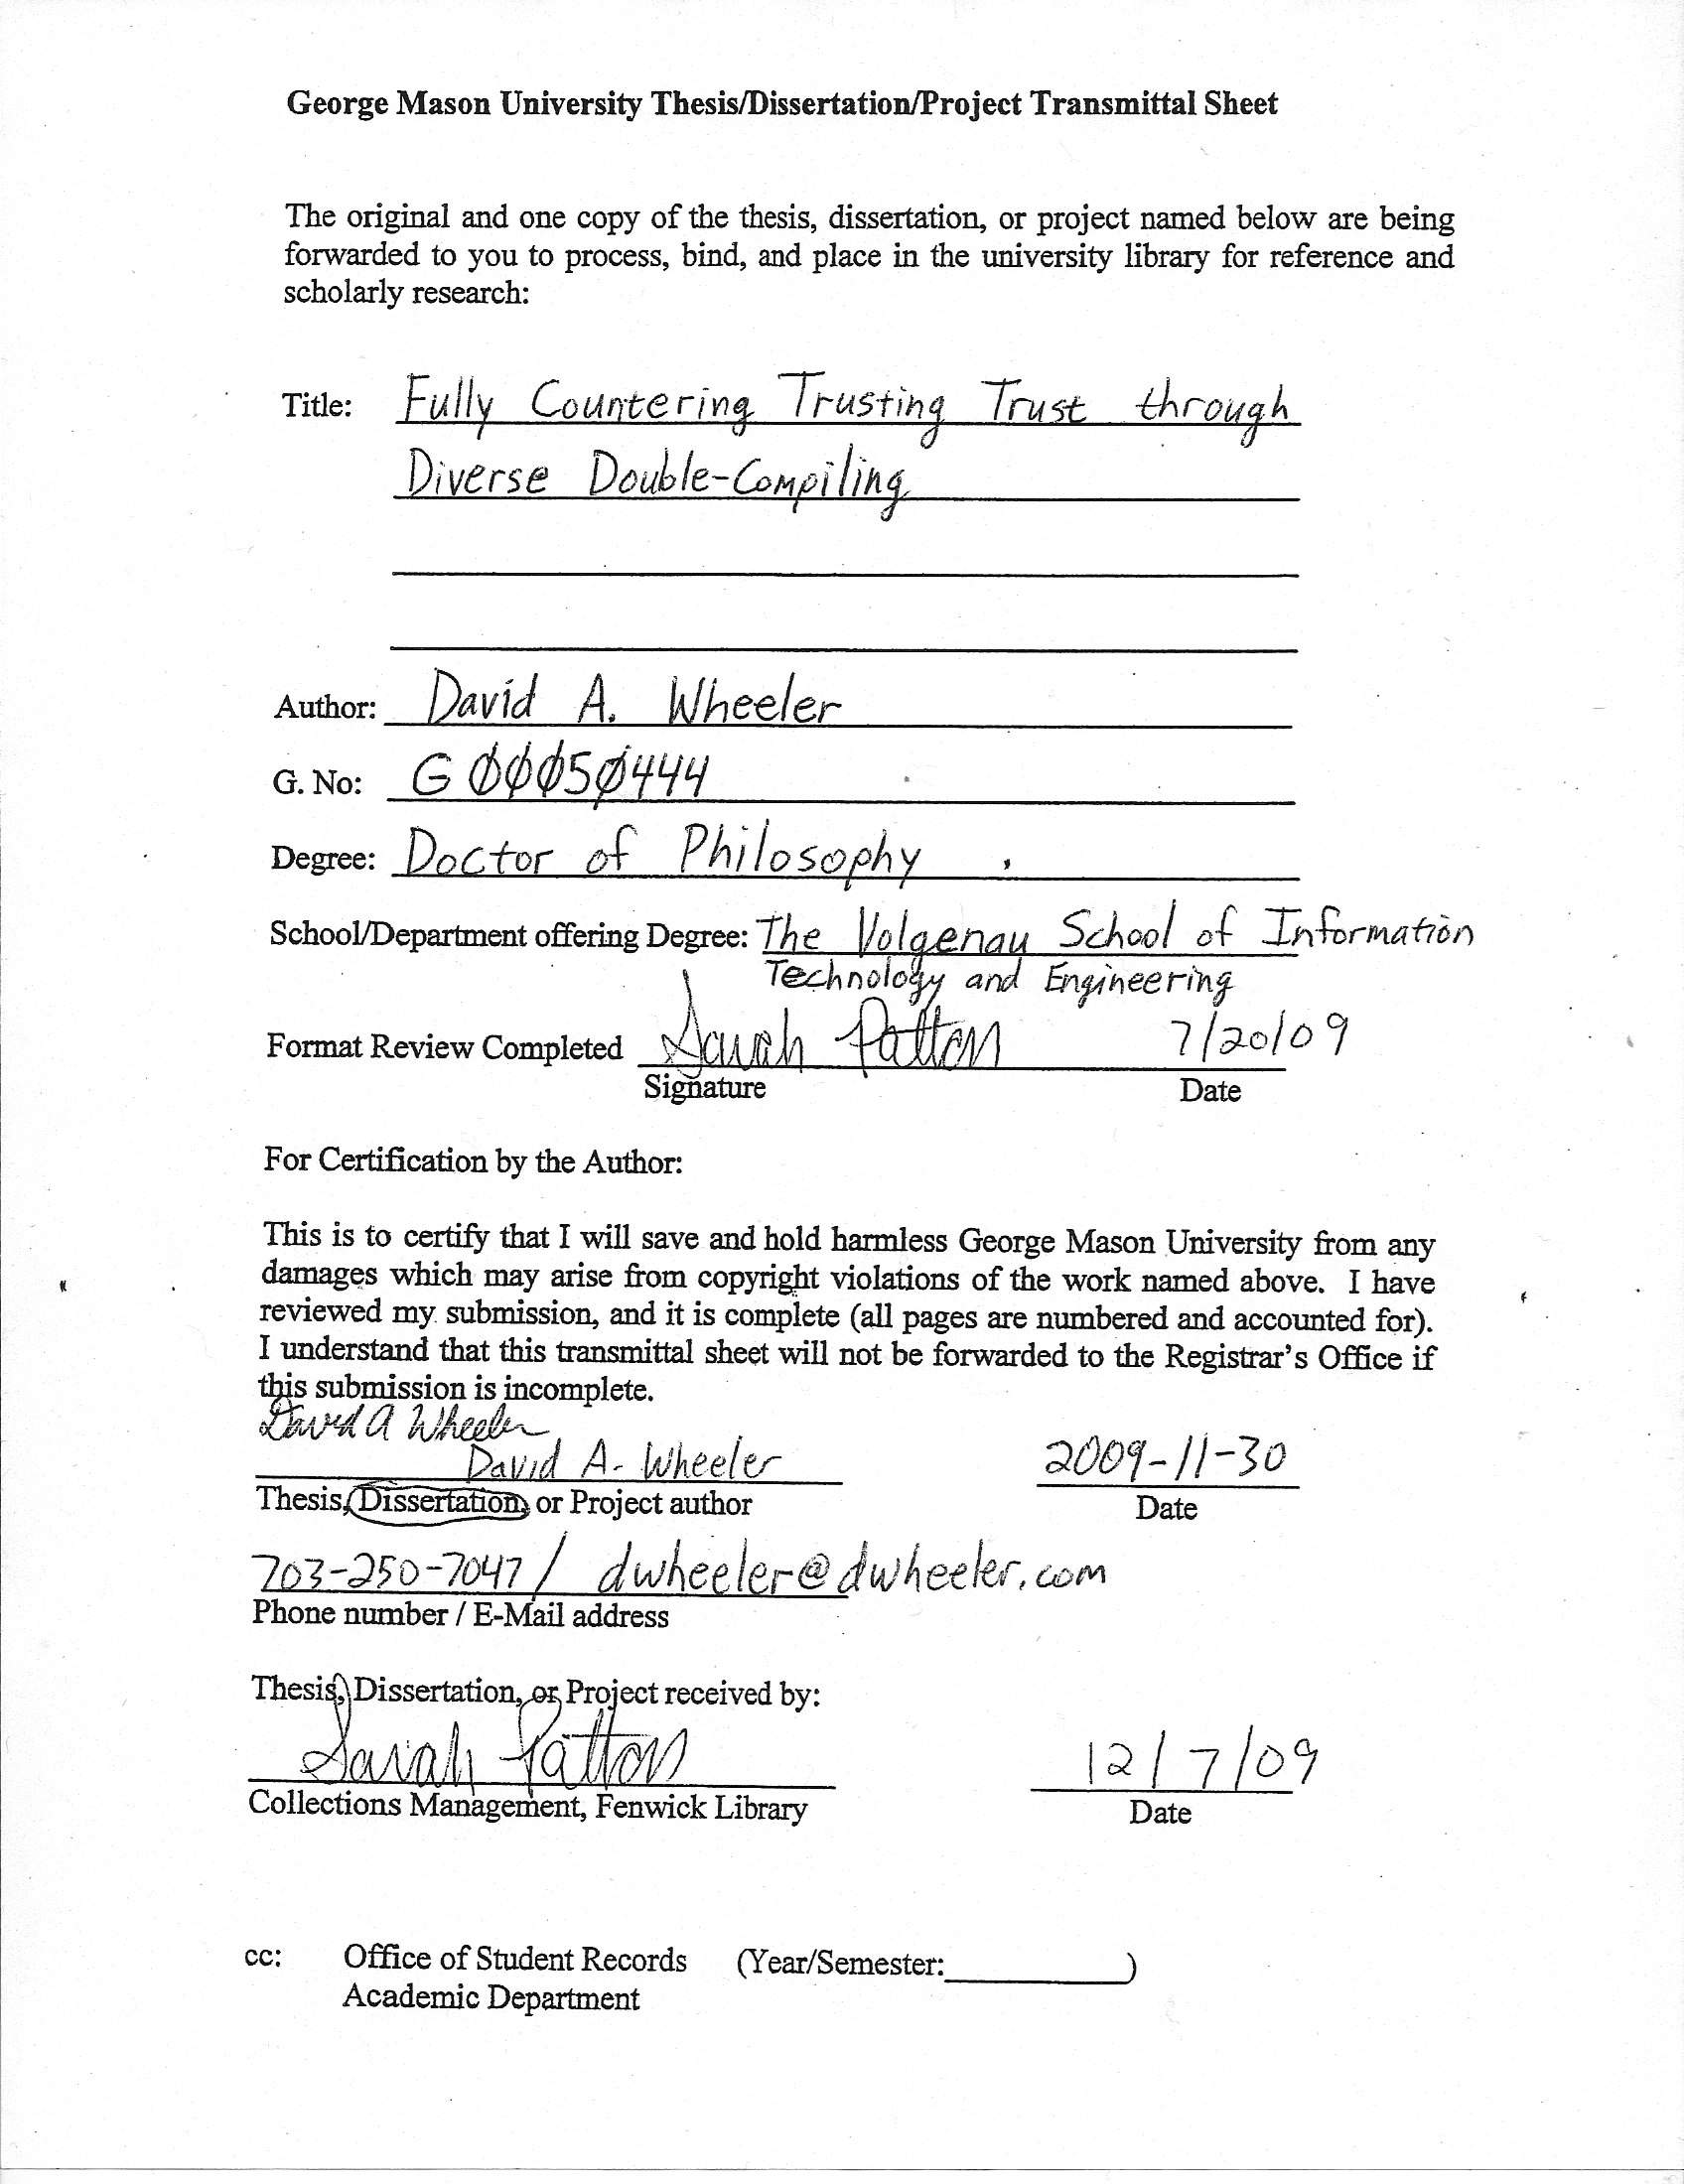 George Mason University Thesis/Dissertation/Project Transmittal Sheet
The original and one copy of the thesis, dissertation, or project named below are being
forwarded to you to process, bind, and place in the university library for reference and
scholarly research:
Title: Fully Countering Trusting Trust through
Diverse Double-Compiling
Author: David A. Wheeler
G. No: G00050444
Degree: Doctor of Philosophy
School/Department offering Degree: The Volgenau School of Information
Technology and Engineering
Format Review Completed Sarah Patton 7/20/09
Signature Date
For Certification by the Author:
This is to certify that I will save and hold harmless George Mason University from any
damages which may arise from copyright violations of the work named above. I have
reviewed my submission, and it is complete (all pages are numbered and accounted for).
I understand that this transmittal sheet will not be forwarded to the Registrar's Office if
this submission is incomplete.
David A Wheeler
David A. Wheeler 2009-11-30
Thesis, Dissertation, or Project author Date
703-250-7047 / dwheeler@dwheeler.com
Phone number / E-Mail address
Thesis, Dissertation, or Project received by:
Sarah Patton 12/7/09
Collections Management, Fenwick Library Date
cc: Office of Student Records (Year/Semester:__________)
Academic Department